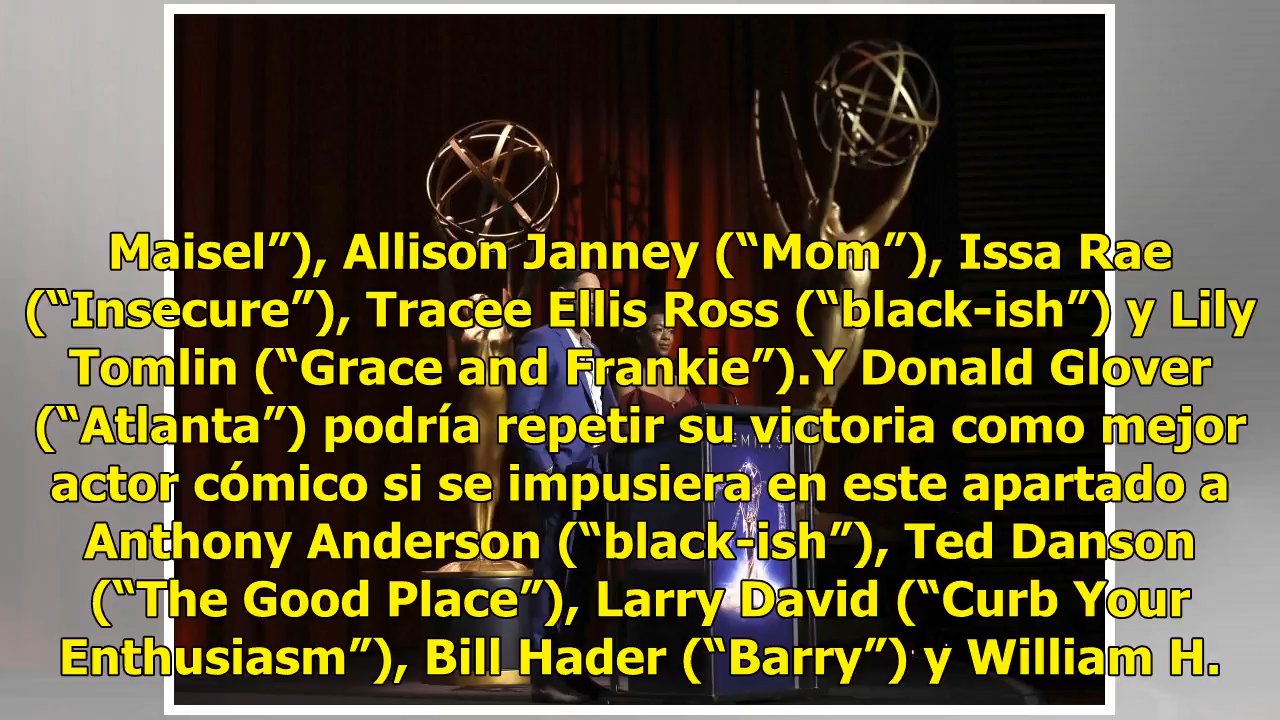 Maisel”), Allison Janney (“Mom”), Issa Rae
(“Insecure”), Tracee Ellis Ross (“black-ish”) y Lily
Tomlin (“Grace and Frankie”).Y Donald Glover
(“Atlanta”) podría repetir su victoria como mejor
actor cómico si se impusiera en este apartado a
Anthony Anderson (“black-ish”), Ted Danson
(“The Good Place”), Larry David (“Curb Your
Enthusiasm”), Bill Hader (“Barry”) y William H.